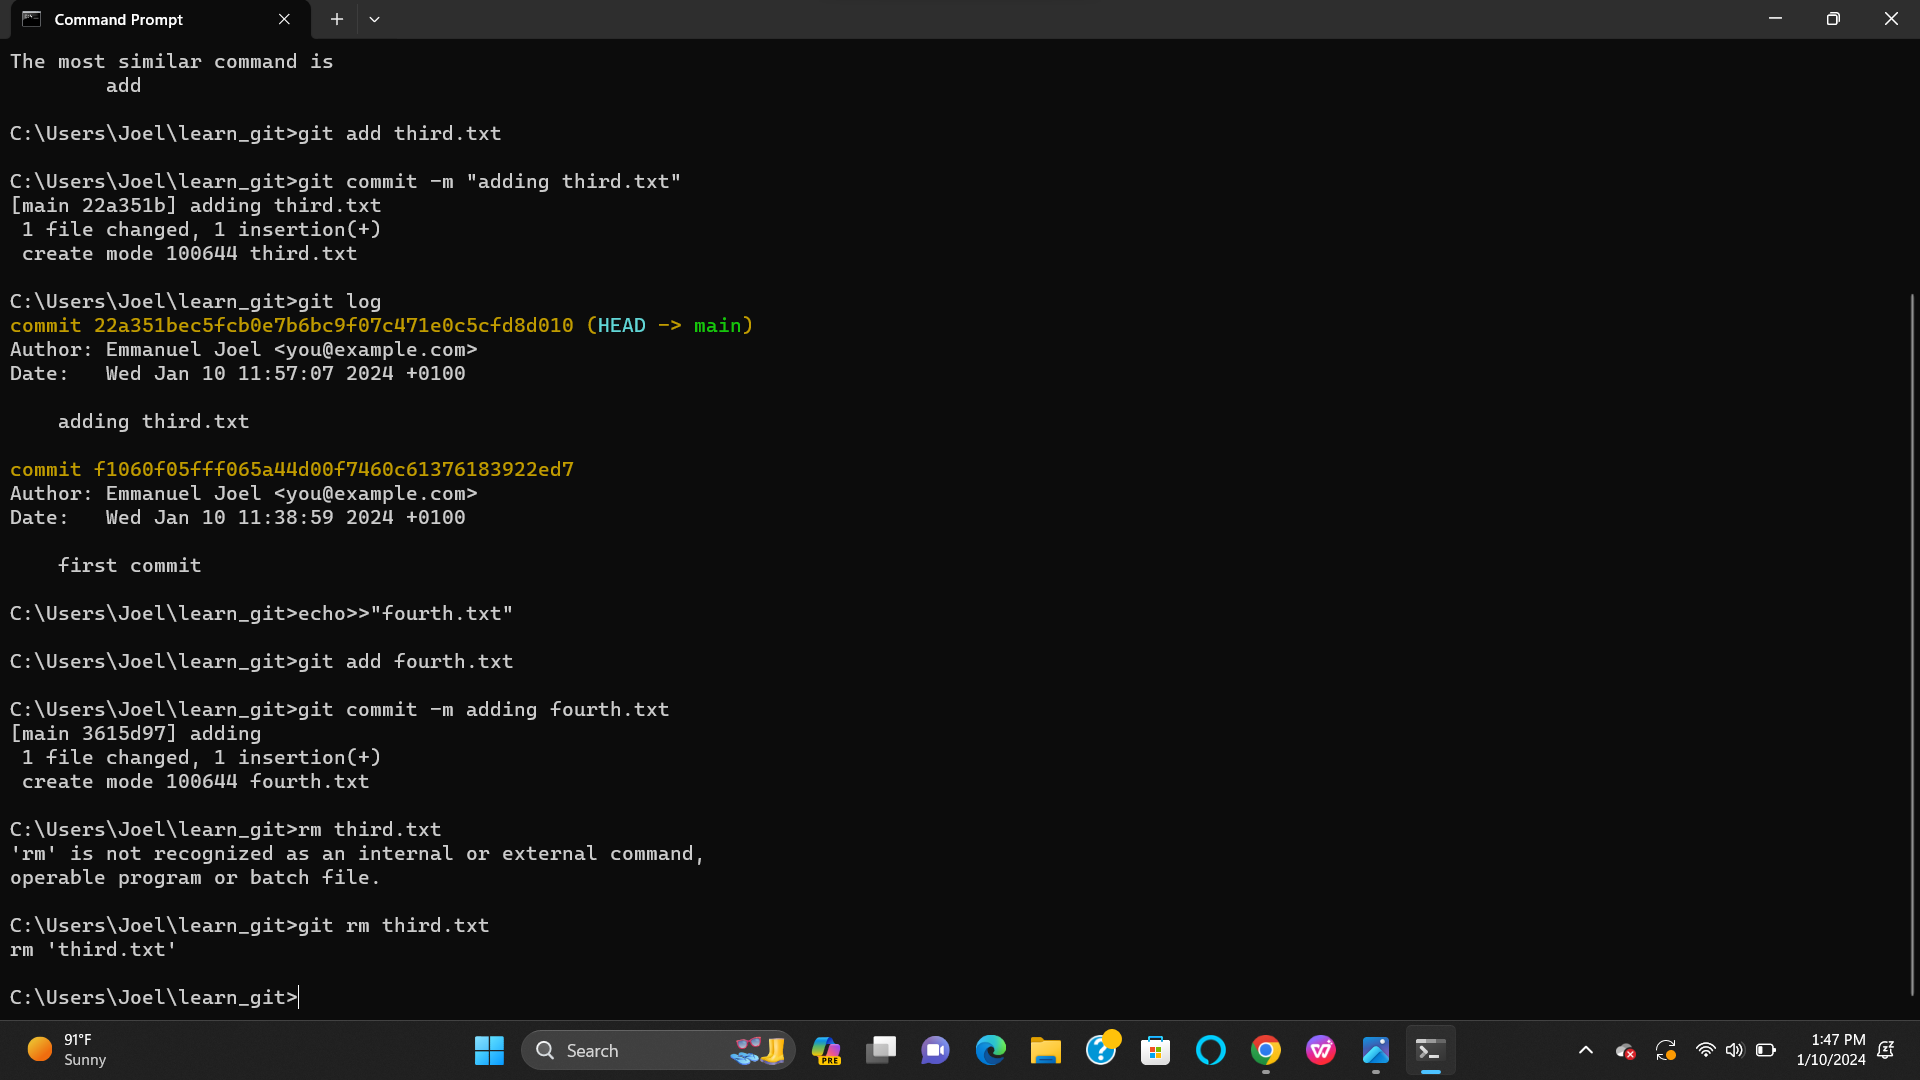 Command Prompt
The most similar command is
        add
C:\Users\Joel\learn_git>git add third.txt
C:\Users\Joel\learn_git>git commit -m "adding third.txt"
[main 22a351b] adding third.txt
 1 file changed, 1 insertion(+)
 create mode 100644 third.txt
C:\Users\Joel\learn_git>git log
commit 22a351bec5fcb0e7b6bc9f07c471e0c5cfd8d010 (HEAD -> main)
Author: Emmanuel Joel <you@example.com>
Date:   Wed Jan 10 11:57:07 2024 +0100
    adding third.txt
commit f1060f05fff065a44d00f7460c61376183922ed7
Author: Emmanuel Joel <you@example.com>
Date:   Wed Jan 10 11:38:59 2024 +0100
    first commit
C:\Users\Joel\learn_git>echo>>"fourth.txt"
C:\Users\Joel\learn_git>git add fourth.txt
C:\Users\Joel\learn_git>git commit -m adding fourth.txt
[main 3615d97] adding
 1 file changed, 1 insertion(+)
 create mode 100644 fourth.txt
C:\Users\Joel\learn_git>rm third.txt
'rm' is not recognized as an internal or external command,
operable program or batch file.
C:\Users\Joel\learn_git>git rm third.txt
rm 'third.txt'
C:\Users\Joel\learn_git>
91°F
Sunny
Search
PRE
1:47 PM
1/10/2024